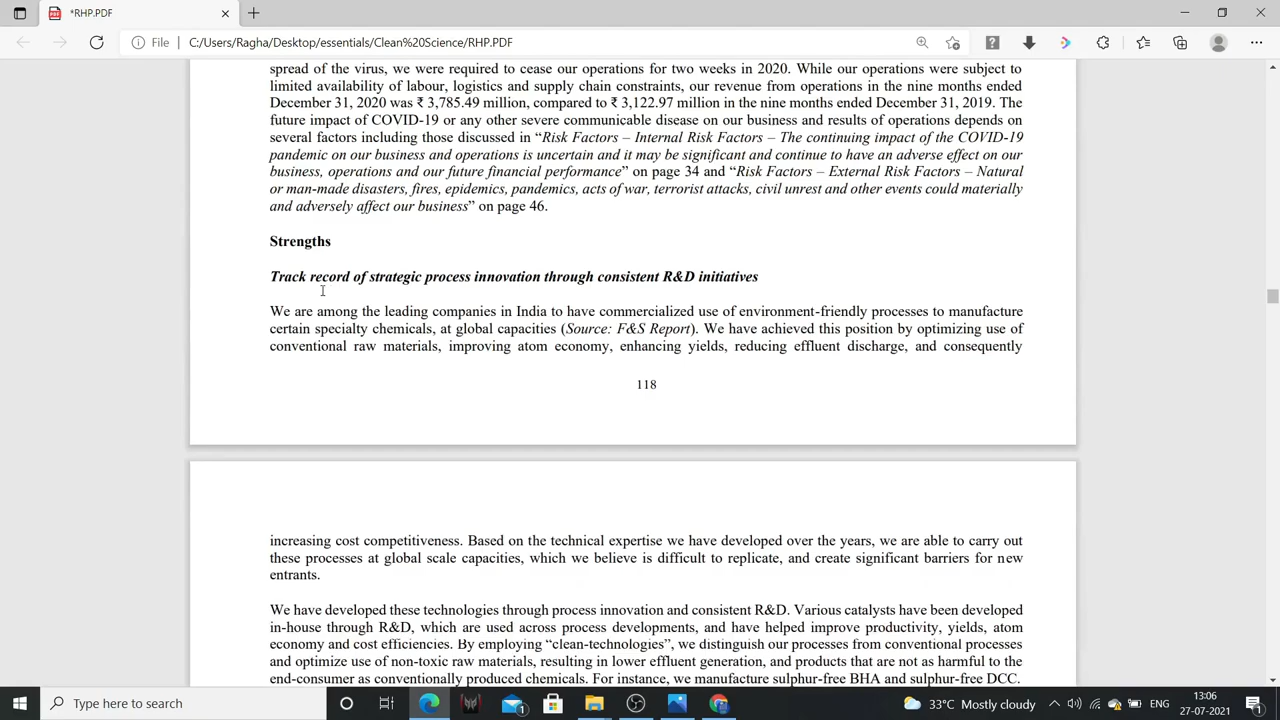 *RHP.PDF
File
C:/Users/Ragha/Desktop/essentials/Clean%20Science/RHP.PDF
spread of the virus, we were required to cease our operations for two weeks in 2020. While our operations were subject to
limited availability of labour, logistics and supply chain constraints, our revenue from operations in the nine months ended
December 31, 2020 was ₹ 3,785.49 million, compared to ₹ 3,122.97 million in the nine months ended December 31, 2019. The
future impact of COVID-19 or any other severe communicable disease on our business and results of operations depends on
several factors including those discussed in “Risk Factors – Internal Risk Factors – The continuing impact of the COVID-19
pandemic on our business and operations is uncertain and it may be significant and continue to have an adverse effect on our
business, operations and our future financial performance” on page 34 and “Risk Factors – External Risk Factors – Natural
or man-made disasters, fires, epidemics, pandemics, acts of war, terrorist attacks, civil unrest and other events could materially
and adversely affect our business” on page 46.
Strengths
Track record of strategic process innovation through consistent R&D initiatives
We are among the leading companies in India to have commercialized use of environment-friendly processes to manufacture
certain specialty chemicals, at global capacities (Source: F&S Report). We have achieved this position by optimizing use of
conventional raw materials, improving atom economy, enhancing yields, reducing effluent discharge, and consequently
118
increasing cost competitiveness. Based on the technical expertise we have developed over the years, we are able to carry out
these processes at global scale capacities, which we believe is difficult to replicate, and create significant barriers for new
entrants.
We have developed these technologies through process innovation and consistent R&D. Various catalysts have been developed
in-house through R&D, which are used across process developments, and have helped improve productivity, yields, atom
economy and cost efficiencies. By employing “clean-technologies”, we distinguish our processes from conventional processes
and optimize use of non-toxic raw materials, resulting in lower effluent generation, and products that are not as harmful to the
end-consumer as conventionally produced chemicals. For instance, we manufacture sulphur-free BHA and sulphur-free DCC.
Type here to search
33°C Mostly cloudy
ENG
13:06
27-07-2021